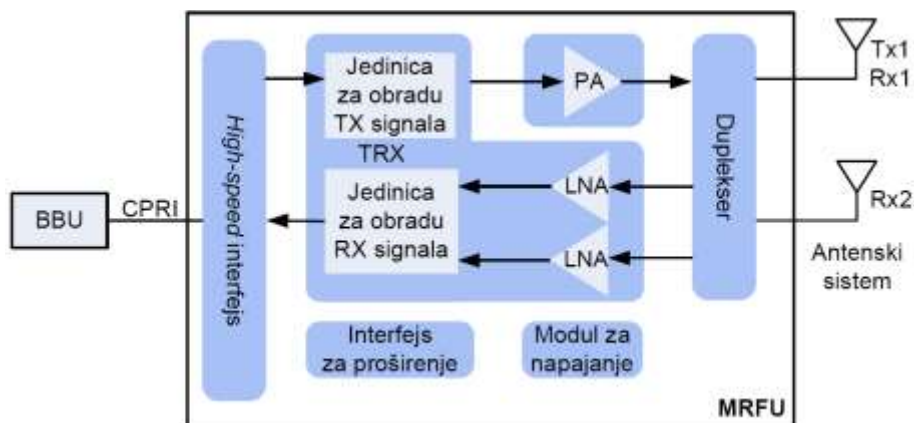 BBU
CPRI
High-speed interfejs
Jedinica
za obradu
TX signala
TRX
Jedinica
za obradu
RX signala
PA
LNA
LNA
Duplekser
Tx1
Rx1
Rx2
Antenski
sistem
Interfejs
za proširenje
Modul za
napajanje
MRFU